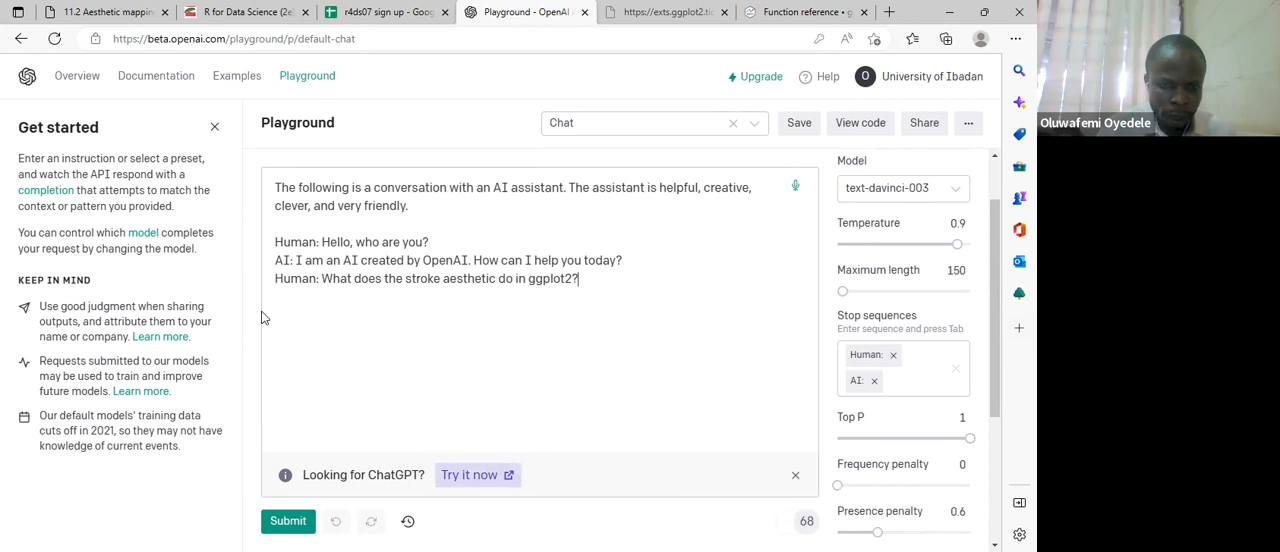 11.2 Aesthetic mappin
R for Data Science (2e)
r4ds07 sign up - Goog
Playground - OpenAI A
https://exts.ggplot2.tic
Function reference • g
https://beta.openai.com/playground/p/default-chat
Overview
Documentation
Examples
Playground
Upgrade
Help
O
University of Ibadan
Get started
Enter an instruction or select a preset,
and watch the API respond with a
completion that attempts to match the
context or pattern you provided.
You can control which model completes
your request by changing the model.
KEEP IN MIND
Use good judgment when sharing
outputs, and attribute them to your
name or company. Learn more.
Requests submitted to our models
may be used to train and improve
future models. Learn more.
Our default models' training data
cuts off in 2021, so they may not have
knowledge of current events.
Playground
Chat
Save
View code
Share
The following is a conversation with an AI assistant. The assistant is helpful, creative,
clever, and very friendly.
Human: Hello, who are you?
AI: I am an AI created by OpenAI. How can I help you today?
Human: What does the stroke aesthetic do in ggplot2?
Looking for ChatGPT?
Try it now
Submit
68
Model
text-davinci-003
Temperature 0.9
Maximum length 150
Stop sequences
Enter sequence and press Tab
Human:
AI:
Top P 1
Frequency penalty 0
Presence penalty 0.6
Oluwafemi Oyedele